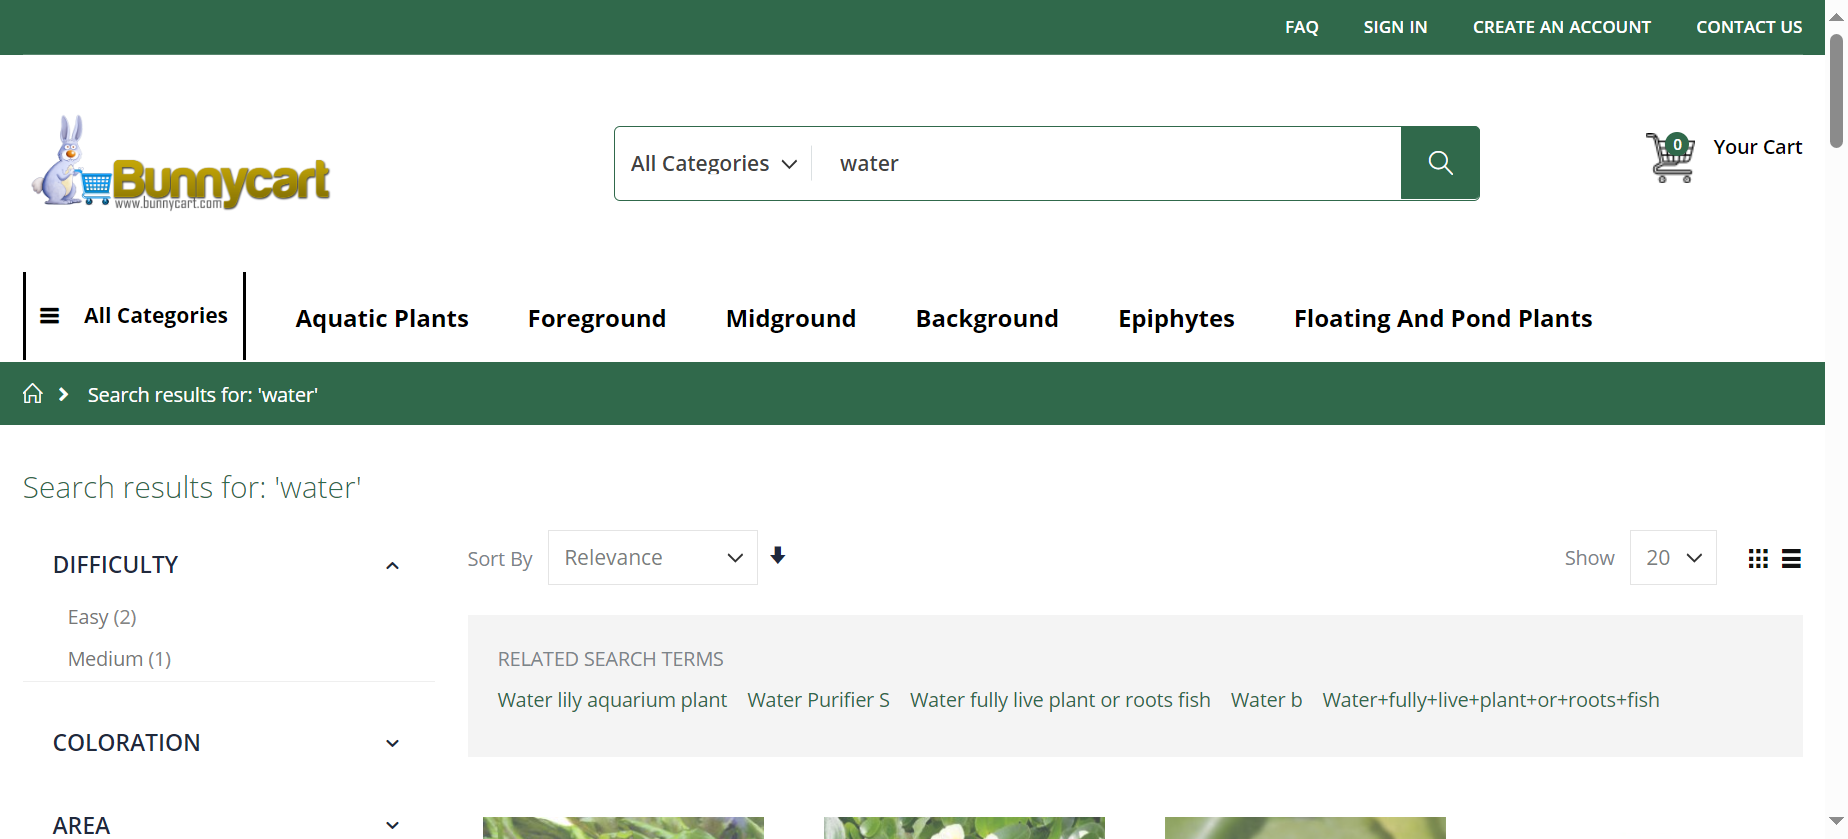 FAQ SIGN IN CREATE AN ACCOUNT CONTACT US
Bunnycart
www.bunnycart.com
All Categories water
0 Your Cart
All Categories Aquatic Plants Foreground Midground Background Epiphytes Floating And Pond Plants
Search results for: 'water'
Search results for: 'water'
DIFFICULTY
Easy (2)
Medium (1)
COLORATION
AREA
Sort By Relevance Show 20
RELATED SEARCH TERMS
Water lily aquarium plant Water Purifier S Water fully live plant or roots fish Water b Water+fully+live+plant+or+roots+fish